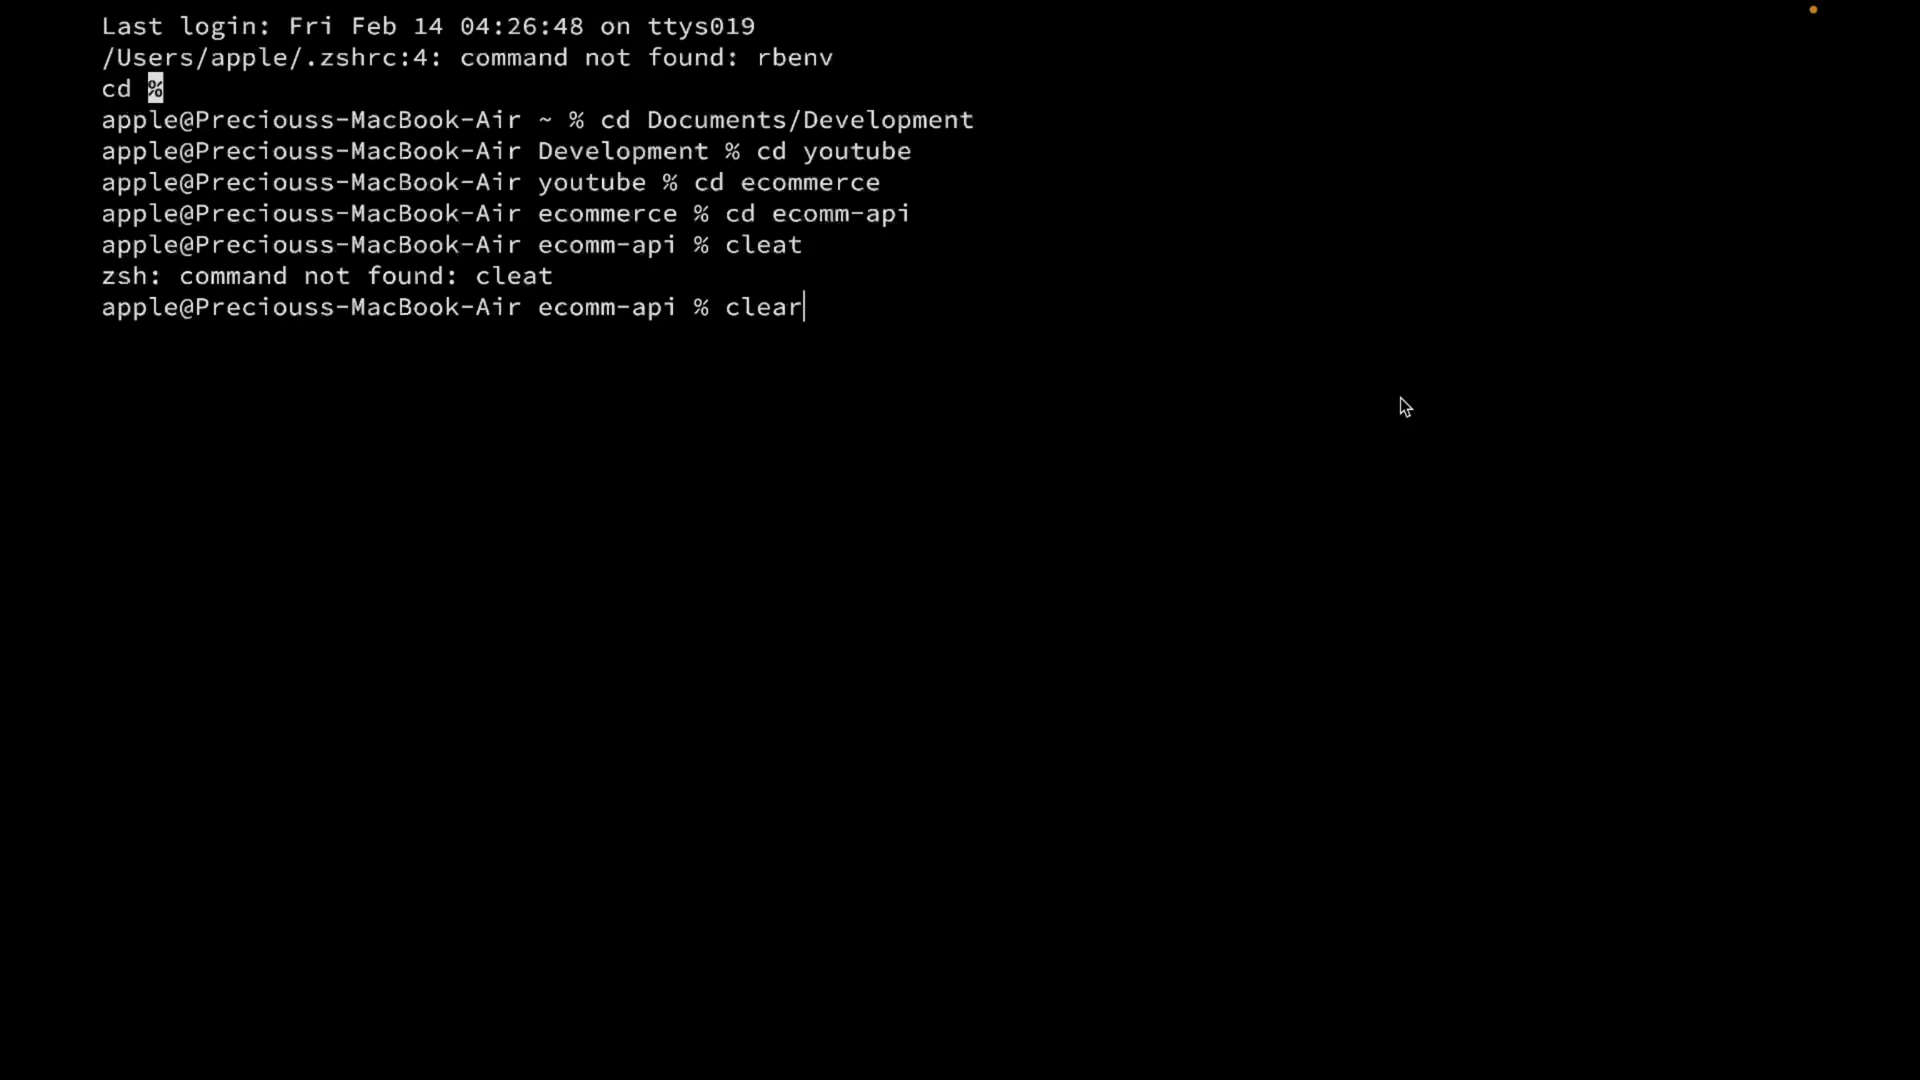 Last login: Fri Feb 14 04:26:48 on ttys019
/Users/apple/.zshrc:4: command not found: rbenv
cd %
apple@Preciouss-MacBook-Air ~ % cd Documents/Development
apple@Preciouss-MacBook-Air Development % cd youtube
apple@Preciouss-MacBook-Air youtube % cd ecommerce
apple@Preciouss-MacBook-Air ecommerce % cd ecomm-api
apple@Preciouss-MacBook-Air ecomm-api % cleat
zsh: command not found: cleat
apple@Preciouss-MacBook-Air ecomm-api % clear